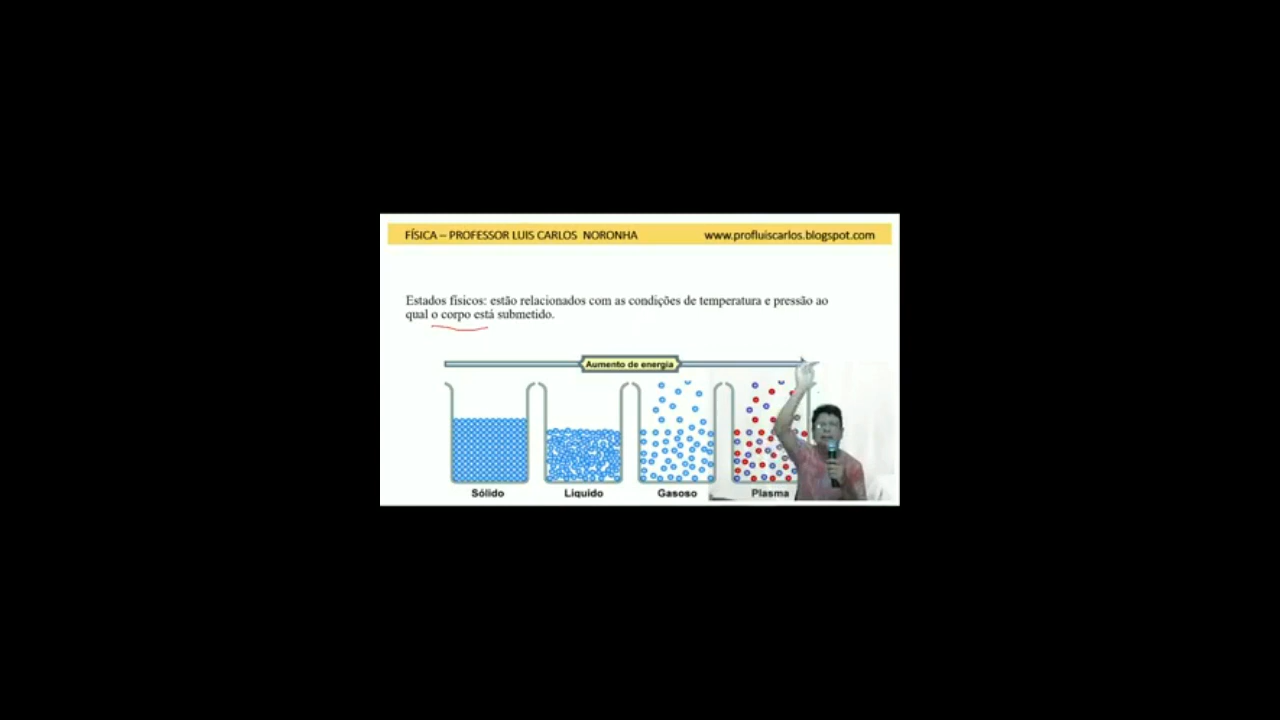 FÍSICA – PROFESSOR LUIS CARLOS NORONHA www.profluiscarlos.blogspot.com
Estados físicos: estão relacionados com as condições de temperatura e pressão ao
qual o corpo está submetido.
Aumento de energia
Sólido Líquido Gasoso Plasma